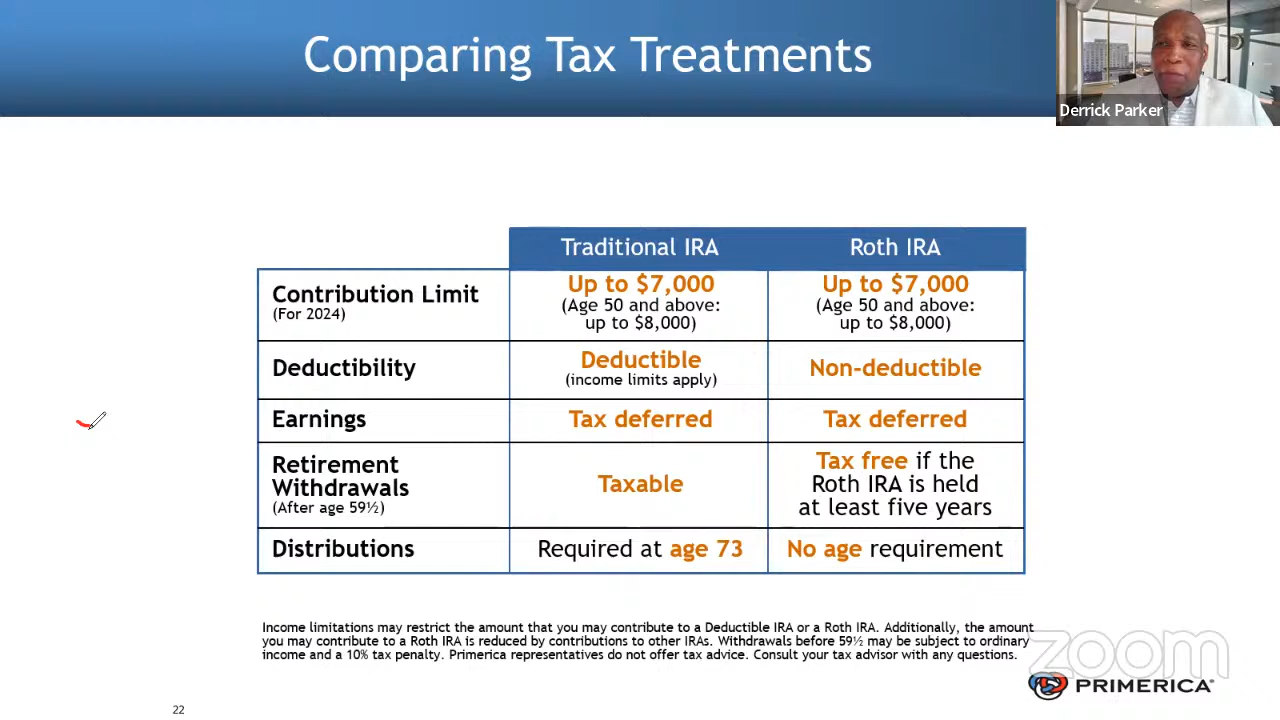 Comparing Tax Treatments
Derrick Parker
Traditional IRA
Roth IRA
Contribution Limit
(For 2024)
Up to $7,000
(Age 50 and above:
up to $8,000)
Up to $7,000
(Age 50 and above:
up to $8,000)
Deductibility
Deductible
(income limits apply)
Non-deductible
Earnings
Tax deferred
Tax deferred
Retirement
Withdrawals
(After age 59½)
Taxable
Tax free if the
Roth IRA is held
at least five years
Distributions
Required at age 73
No age requirement
Income limitations may restrict the amount that you may contribute to a Deductible IRA or a Roth IRA. Additionally, the amount
you may contribute to a Roth IRA is reduced by contributions to other IRAs. Withdrawals before 59½ may be subject to ordinary
income and a 10% tax penalty. Primerica representatives do not offer tax advice. Consult your tax advisor with any questions.
zoom
PRIMERICA®
22